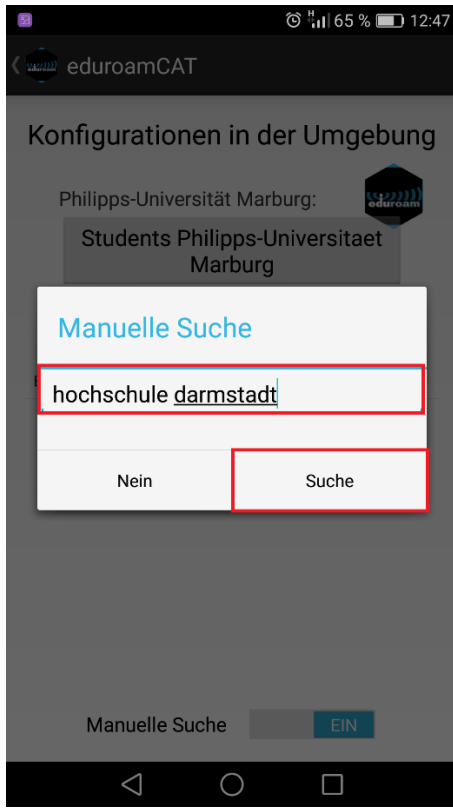 H 65 % 12:47
eduroam eduroamCAT
Konfigurationen in der Umgebung
Philipps-Universität Marburg:
eduroam
Students Philipps-Universitaet
Marburg
Manuelle Suche
hochschule darmstadt
Nein
Suche
Manuelle Suche
EIN